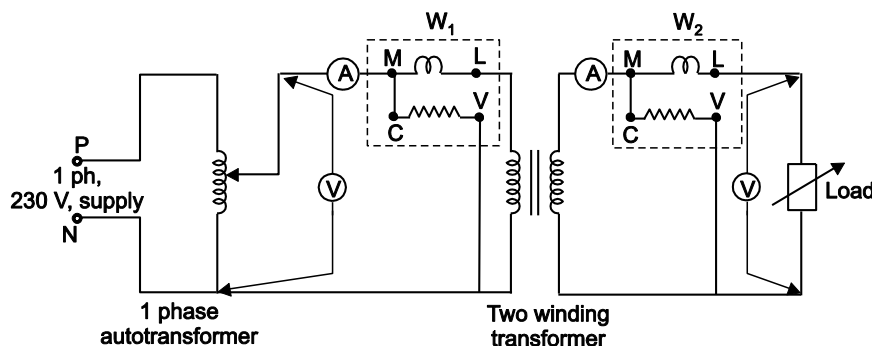 W1
W2
A
M
L
C
V
A
M
L
C
V
P
1 ph,
230 V, supply
N
V
V
Load
1 phase
autotransformer
Two winding
transformer